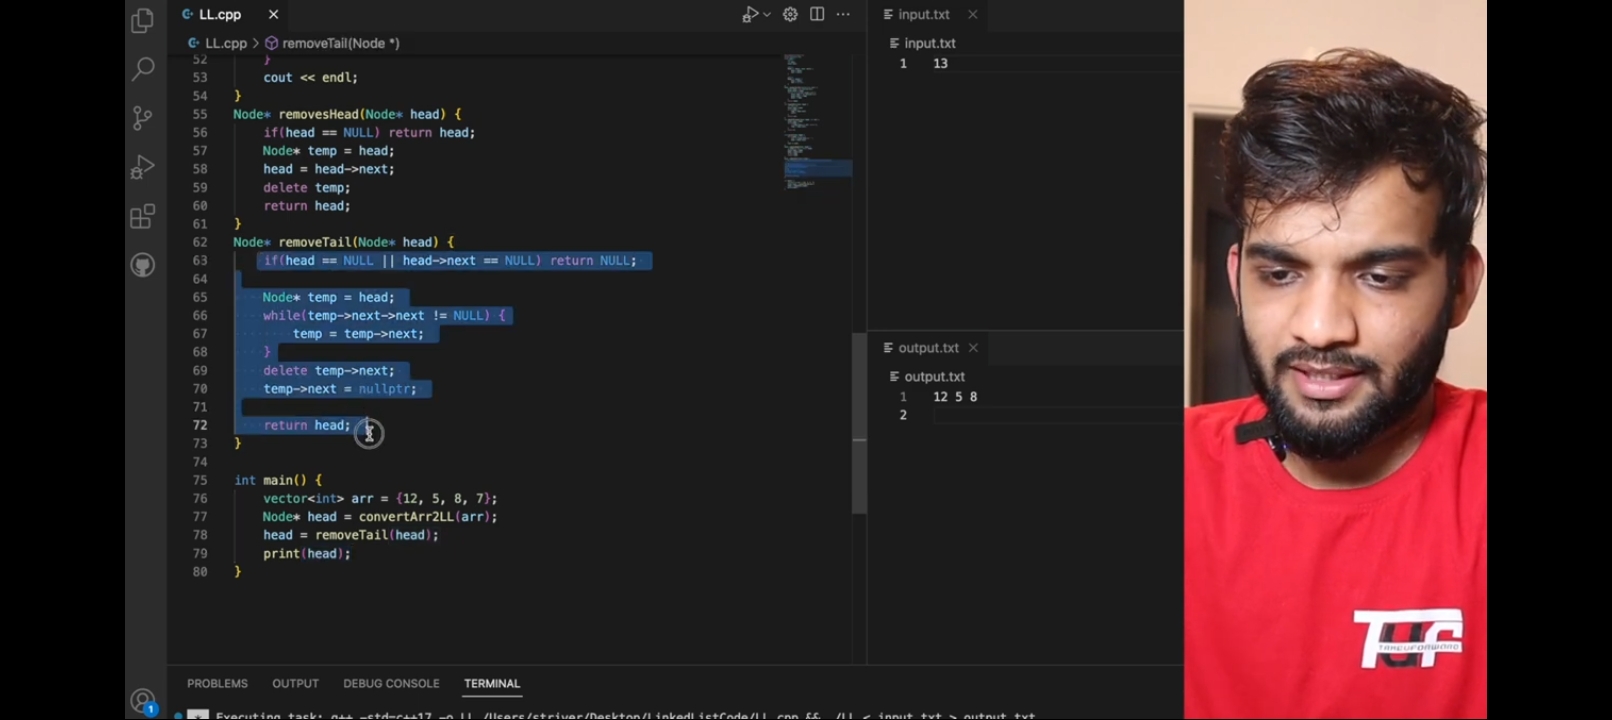 LL.cpp
LL.cpp > removeTail(Node *)
52 }
53 cout << endl;
54 }
55 Node* removesHead(Node* head) {
56 if(head == NULL) return head;
57 Node* temp = head;
58 head = head->next;
59 delete temp;
60 return head;
61 }
62 Node* removeTail(Node* head) {
63 if(head == NULL || head->next == NULL) return NULL;
64
65 Node* temp = head;
66 while(temp->next->next != NULL) {
67 temp = temp->next;
68 }
69 delete temp->next;
70 temp->next = nullptr;
71
72 return head;
73 }
74
75 int main() {
76 vector<int> arr = {12, 5, 8, 7};
77 Node* head = convertArr2LL(arr);
78 head = removeTail(head);
79 print(head);
80 }
PROBLEMS OUTPUT DEBUG CONSOLE TERMINAL
1
Executing task: g++ -std=c++17 -o LL /Users/striver/Desktop/LinkedListCode/LL.cpp && ./LL < input.txt > output.txt
input.txt
input.txt
1 13
output.txt
output.txt
1 12 5 8
2
TUF
TAKEUFORWARD